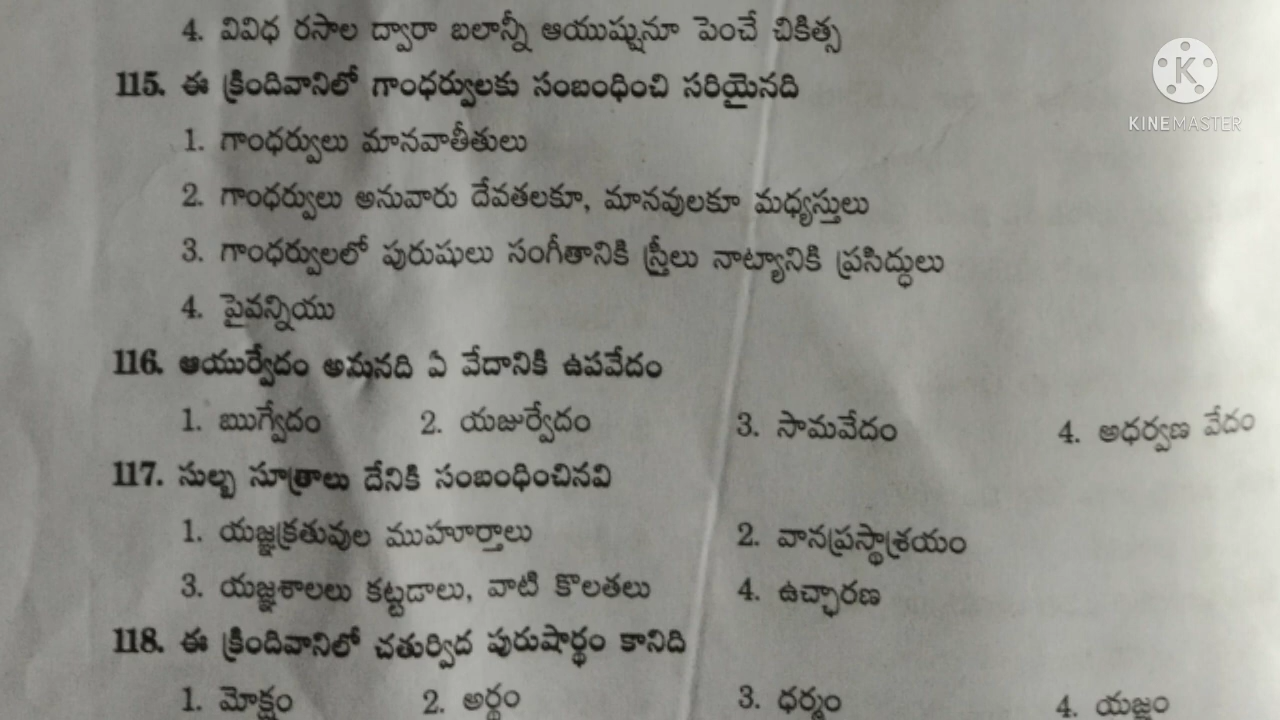 4. వివిధ రసాల ద్వారా బలాన్నీ ఆయుష్షునూ పెంచే చికిత్స
115. ఈ క్రిందివానిలో గాంధర్వులకు సంబంధించి సరియైనది
1. గాంధర్వులు మానవాతీతులు
2. గాంధర్వులు అనువారు దేవతలకూ, మానవులకూ మధ్యస్తులు
3. గాంధర్వులలో పురుషులు సంగీతానికి స్త్రీలు నాట్యానికి ప్రసిద్ధులు
4. పైవన్నియు
116. ఆయుర్వేదం అమనది ఏ వేదానికి ఉపవేదం
1. ఋగ్వేదం 2. యజుర్వేదం 3. సామవేదం 4. అధర్వణ వేదం
117. సుల్బ సూత్రాలు దేనికి సంబంధించినవి
1. యజ్ఞక్రతువుల ముహూర్తాలు 2. వానప్రస్థాశ్రయం
3. యజ్ఞశాలలు కట్టడాలు, వాటి కొలతలు 4. ఉచ్ఛారణ
118. ఈ క్రిందివానిలో చతుర్విద పురుషార్థం కానిది
1. మోక్షం 2. అర్థం 3. ధర్మం 4. యజ్ఞం
K
KINEMASTER